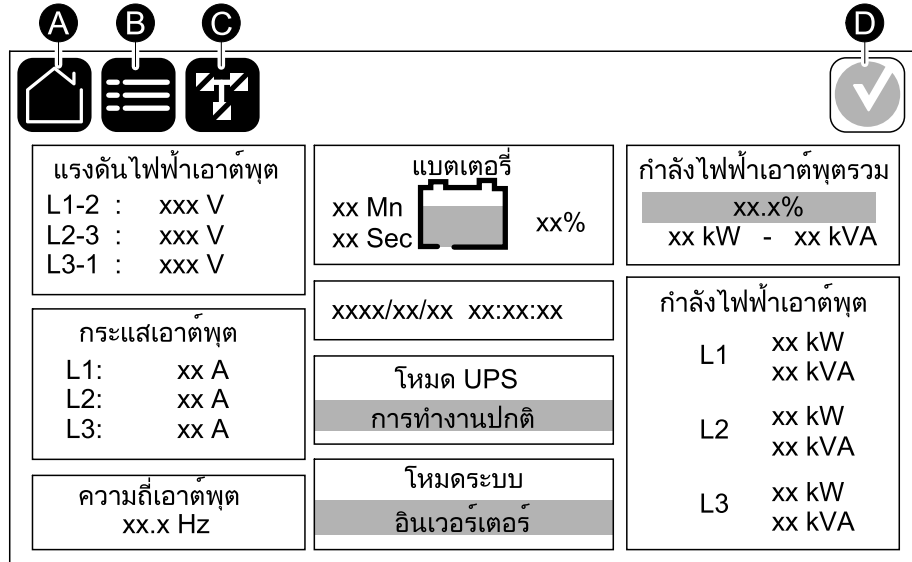 A B C D
แรงดันไฟฟ้าเอาต์พุต
L1-2 : xxx V
L2-3 : xxx V
L3-1 : xxx V
กระแสเอาต์พุต
L1: xx A
L2: xx A
L3: xx A
ความถี่เอาต์พุต
xx.x Hz
แบตเตอรี่
xx Mn
xx Sec
xx%
xxxx/xx/xx xx:xx:xx
โหมด UPS
การทำงานปกติ
โหมดระบบ
อินเวอร์เตอร์
กำลังไฟฟ้าเอาต์พุตรวม
xx.x%
xx kW - xx kVA
กำลังไฟฟ้าเอาต์พุต
L1
xx kW
xx kVA
L2
xx kW
xx kVA
L3
xx kW
xx kVA